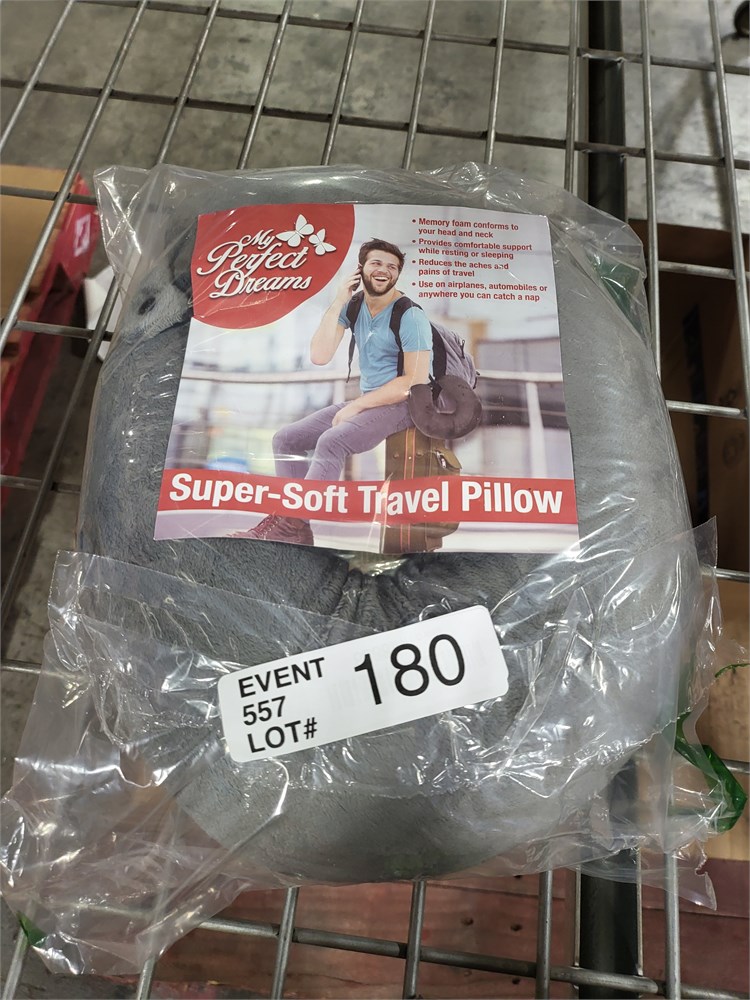 My
Perfect
Dreams
• Memory foam conforms to
your head and neck
• Provides comfortable support
while resting or sleeping
• Reduces the aches and
pains of travel
• Use on airplanes, automobiles or
anywhere you can catch a nap
Super-Soft Travel Pillow
EVENT
557
LOT#
180